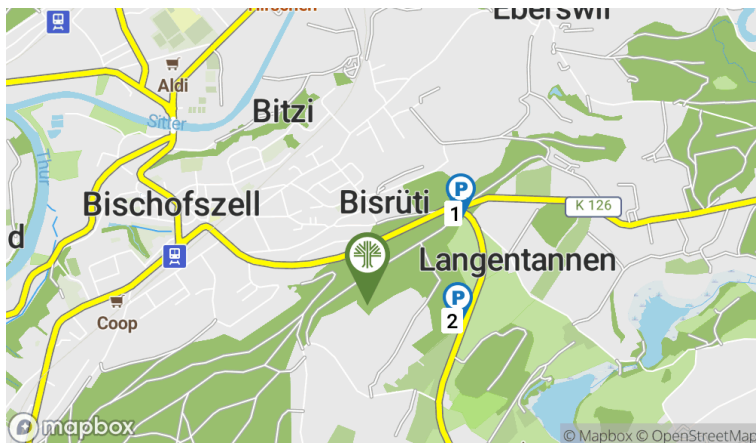 Eberswil
Aldi
Sitter
Bitzi
Thur
P
Bischofszell
Bisrüti
1
K 126
d
Langentannen
P
Coop
2
mapbox
© Mapbox © OpenStreetMap